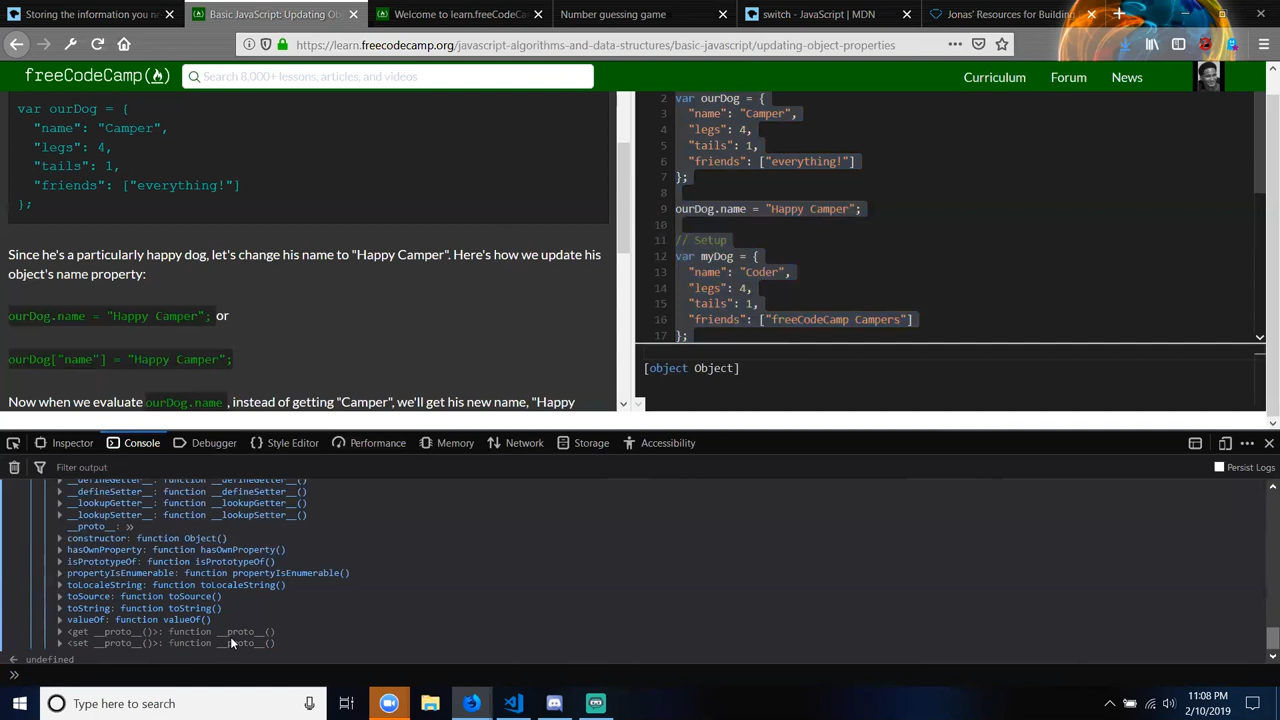 Storing the information you ne
Basic JavaScript: Updating Ob
Welcome to learn.freeCodeCam
Number guessing game
switch - JavaScript | MDN
Jonas' Resources for Building
https://learn.freecodecamp.org/javascript-algorithms-and-data-structures/basic-javascript/updating-object-properties
freeCodeCamp
Search 8,000+ lessons, articles, and videos
Curriculum
Forum
News
var ourDog = {
"name": "Camper",
"legs": 4,
"tails": 1,
"friends": ["everything!"]
};
Since he's a particularly happy dog, let's change his name to "Happy Camper". Here's how we update his
object's name property:
ourDog.name = "Happy Camper"; or
ourDog["name"] = "Happy Camper";
Now when we evaluate ourDog.name , instead of getting "Camper", we'll get his new name, "Happy
2 var ourDog = {
3 "name": "Camper",
4 "legs": 4,
5 "tails": 1,
6 "friends": ["everything!"]
7 };
8
9 ourDog.name = "Happy Camper";
10
11 // Setup
12 var myDog = {
13 "name": "Coder",
14 "legs": 4,
15 "tails": 1,
16 "friends": ["freeCodeCamp Campers"]
17 };
[object Object]
Inspector
Console
Debugger
Style Editor
Performance
Memory
Network
Storage
Accessibility
Filter output
Persist Logs
__defineGetter__: function __defineGetter__()
__defineSetter__: function __defineSetter__()
__lookupGetter__: function __lookupGetter__()
__lookupSetter__: function __lookupSetter__()
__proto__: »
constructor: function Object()
hasOwnProperty: function hasOwnProperty()
isPrototypeOf: function isPrototypeOf()
propertyIsEnumerable: function propertyIsEnumerable()
toLocaleString: function toLocaleString()
toSource: function toSource()
toString: function toString()
valueOf: function valueOf()
<get __proto__()>: function __proto__()
<set __proto__()>: function __proto__()
undefined
»
Type here to search
11:08 PM
2/10/2019